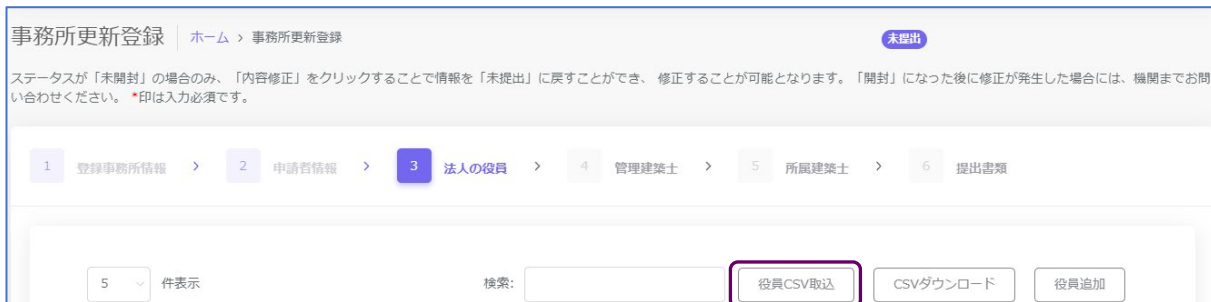 事務所更新登録 ホーム > 事務所更新登録 未提出
ステータスが「未開封」の場合のみ、「内容修正」をクリックすることで情報を「未提出」に戻すことができ、 修正することが可能となります。「開封」になった後に修正が発生した場合には、機関までお問
い合わせください。 *印は入力必須です。
1 登録事務所情報 > 2 申請者情報 > 3 法人の役員 > 4 管理建築士 > 5 所属建築士 > 6 提出書類
5 件表示 検索: 役員CSV取込 CSVダウンロード 役員追加